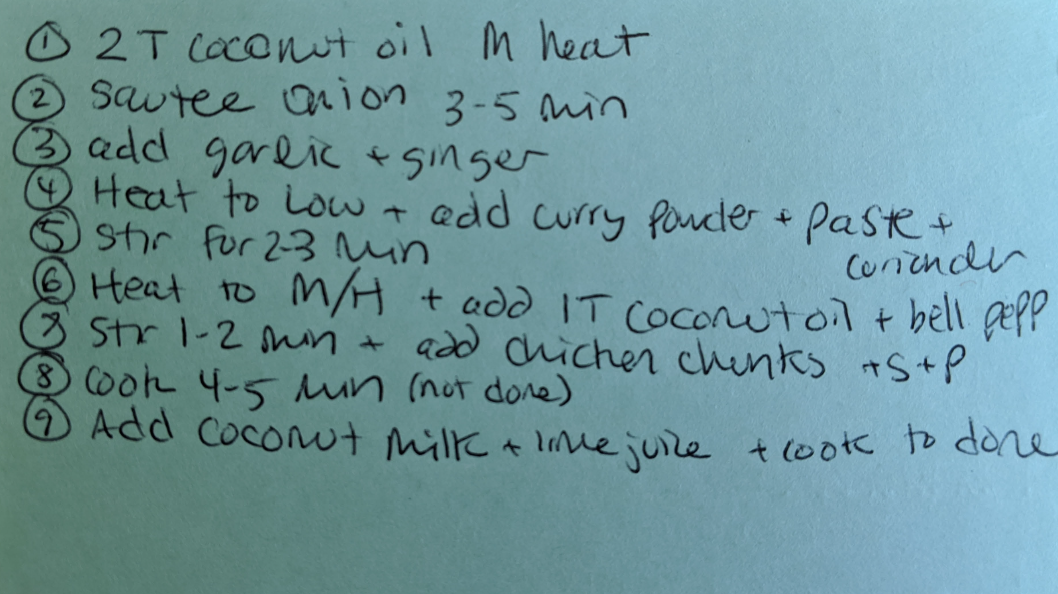 ① 2 T coconut oil M heat
② Sautee onion 3-5 min
③ add garlic + ginger
④ Heat to Low + add curry powder + paste +
coriander
⑤ Stir for 2-3 min
⑥ Heat to M/H + add 1T coconut oil + bell pepp
⑦ Stir 1-2 min + add chicken chunks + S + P
⑧ Cook 4-5 min (not done)
⑨ Add coconut milk + lime juice + cook to done